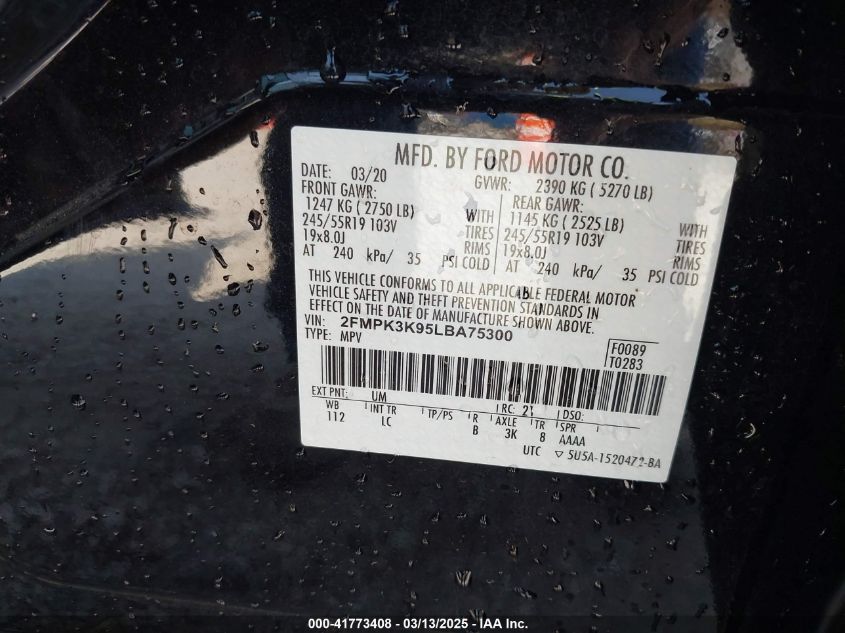 MFD. BY FORD MOTOR CO.
DATE: 03/20 GVWR: 2390 KG ( 5270 LB)
FRONT GAWR: REAR GAWR:
1247 KG ( 2750 LB) WITH 1145 KG ( 2525 LB) WITH
245/55R19 103V TIRES 245/55R19 103V TIRES
19x8.0J RIMS 19x8.0J RIMS
AT 240 kPa/ 35 PSI COLD AT 240 kPa/ 35 PSI COLD
THIS VEHICLE CONFORMS TO ALL APPLICABLE FEDERAL MOTOR
VEHICLE SAFETY AND THEFT PREVENTION STANDARDS IN
EFFECT ON THE DATE OF MANUFACTURE SHOWN ABOVE.
VIN: 2FMPK3K95LBA75300
TYPE: MPV
F0089
T0283
EXT PNT: UM RC: 21 DSO:
WB INT TR TP/PS R AXLE TR SPR
112 LC B 3K 8 AAAA
UTC ▽ 5U5A-1520472-BA
000-41773408 - 03/13/2025 - IAA Inc.